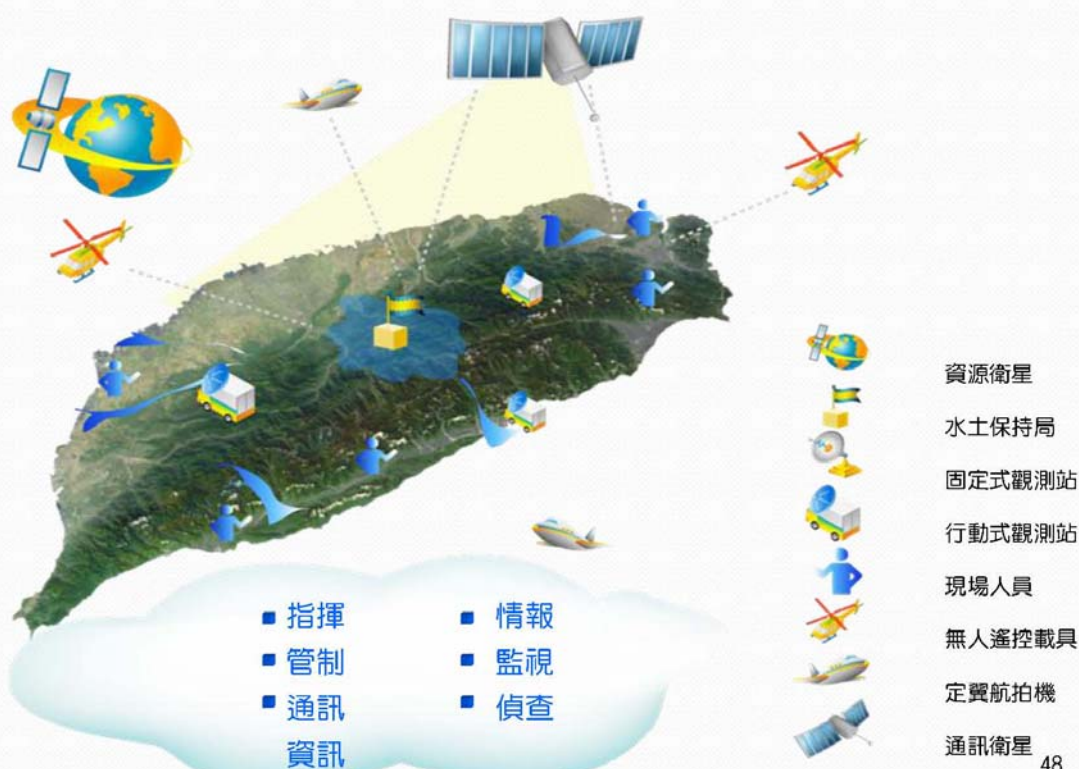 指揮
管制
通訊
資訊
情報
監視
偵查
資源衛星
水土保持局
固定式觀測站
行動式觀測站
現場人員
無人遙控載具
定翼航拍機
通訊衛星
48